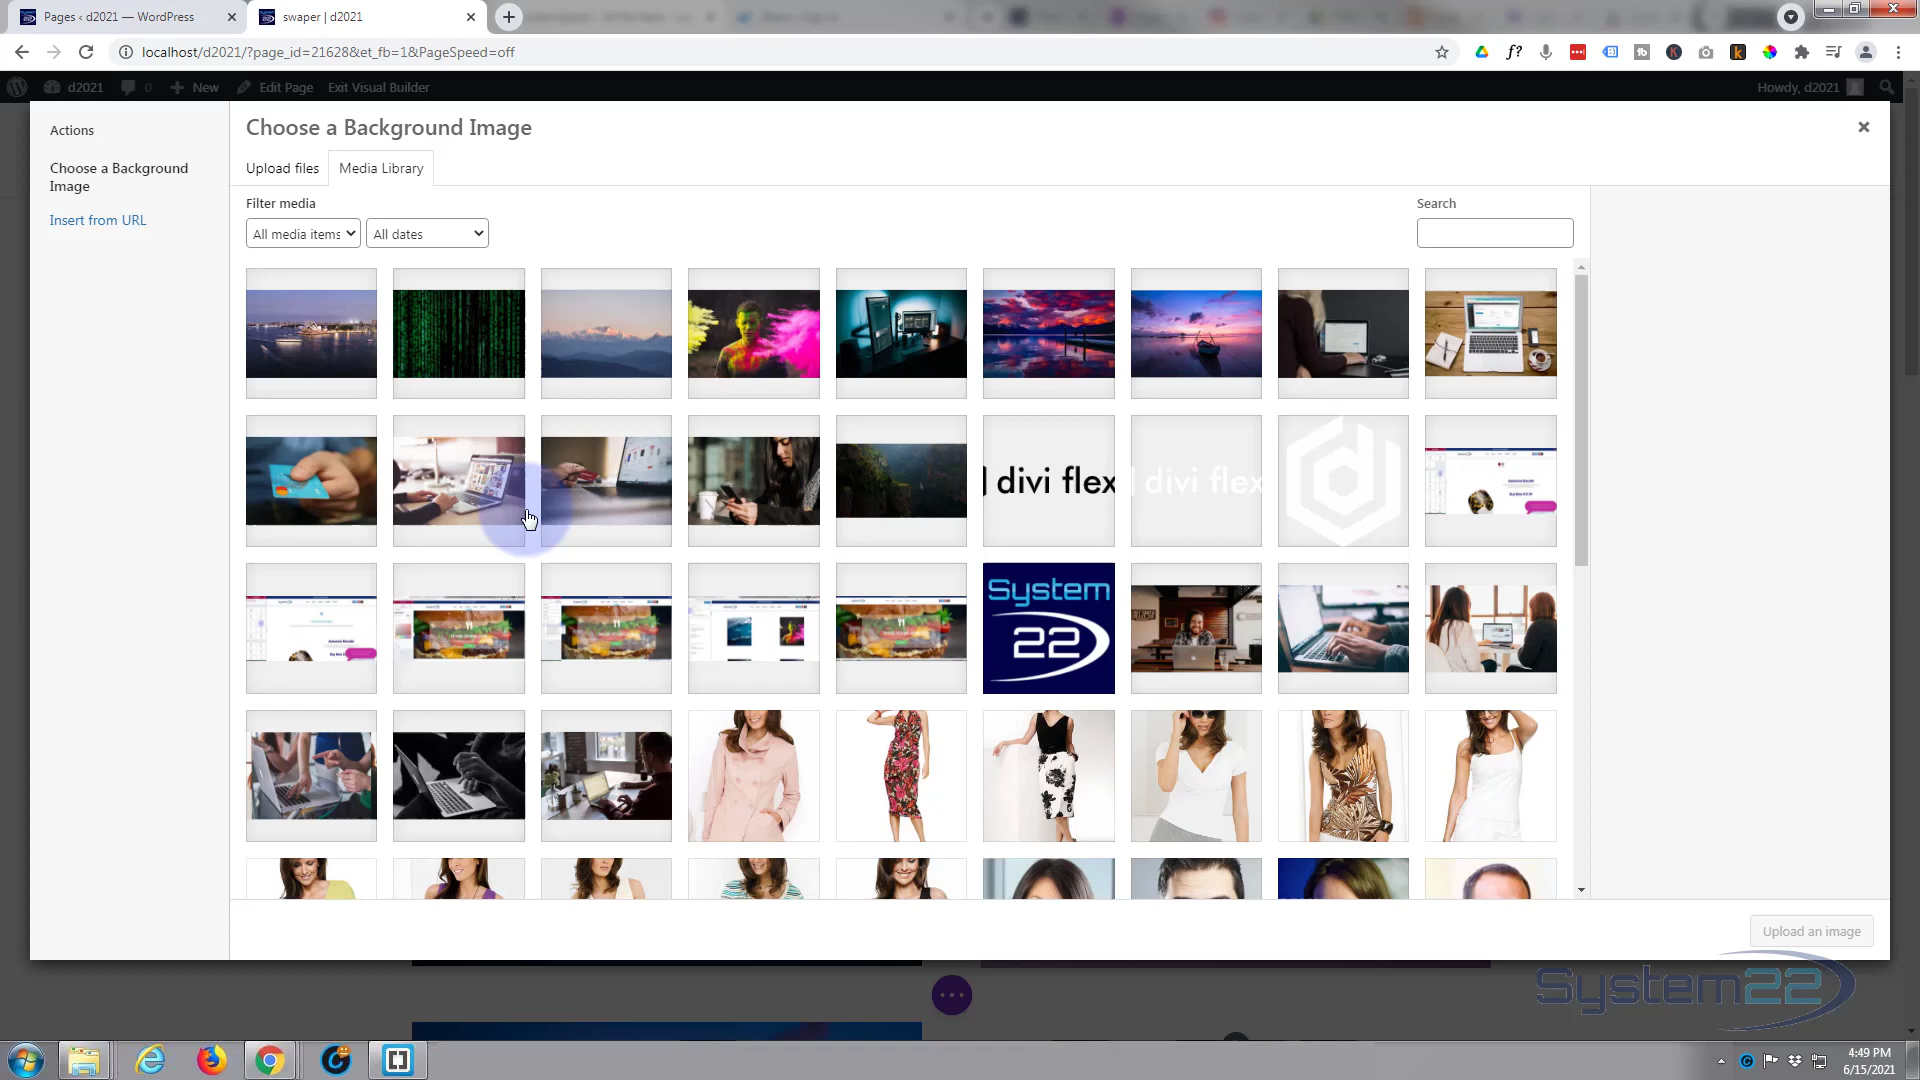 Pages ‹ d2021 — WordPress
swaper | d2021
localhost/d2021/?page_id=21628&et_fb=1&PageSpeed=off
d2021
0
New
Edit Page
Exit Visual Builder
Howdy, d2021
Actions
Choose a Background
Image
Insert from URL
Choose a Background Image
Upload files
Media Library
Filter media
All media items
All dates
Search
divi flex
divi flex
System
22
Upload an image
System22
4:49 PM
6/15/2021